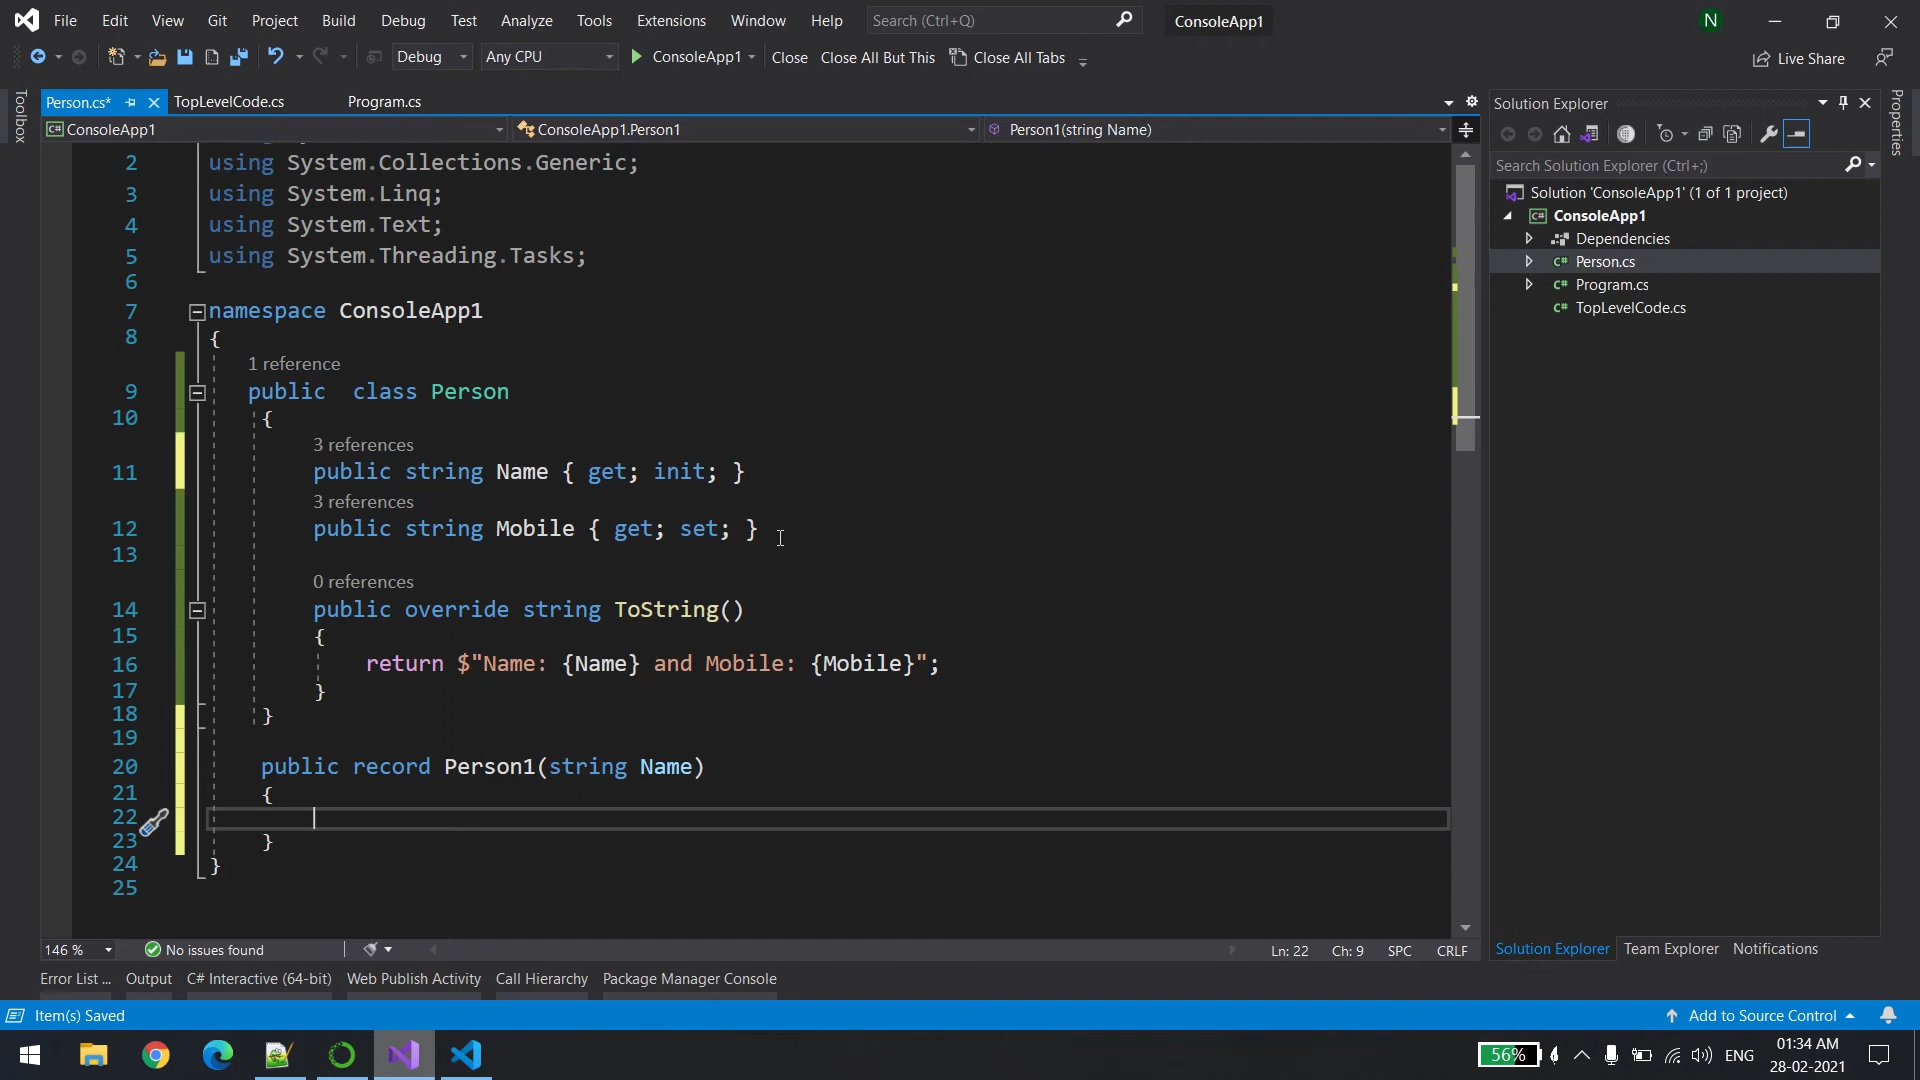 File Edit View Git Project Build Debug Test Analyze Tools Extensions Window Help Search (Ctrl+Q) ConsoleApp1 N
Debug Any CPU ConsoleApp1 Close Close All But This Close All Tabs Live Share
Toolbox
Person.cs* TopLevelCode.cs Program.cs
C# ConsoleApp1 ConsoleApp1.Person1 Person1(string Name)
2 using System.Collections.Generic;
3 using System.Linq;
4 using System.Text;
5 using System.Threading.Tasks;
6
7 namespace ConsoleApp1
8 {
1 reference
9 public class Person
10 {
3 references
11 public string Name { get; init; }
3 references
12 public string Mobile { get; set; }
13
0 references
14 public override string ToString()
15 {
16 return $"Name: {Name} and Mobile: {Mobile}";
17 }
18 }
19
20 public record Person1(string Name)
21 {
22
23 }
24 }
25
146 % No issues found Ln: 22 Ch: 9 SPC CRLF
Solution Explorer
Search Solution Explorer (Ctrl+;)
Solution 'ConsoleApp1' (1 of 1 project)
C# ConsoleApp1
Dependencies
C# Person.cs
C# Program.cs
C# TopLevelCode.cs
Properties
Solution Explorer Team Explorer Notifications
Error List ... Output C# Interactive (64-bit) Web Publish Activity Call Hierarchy Package Manager Console
Item(s) Saved Add to Source Control
56% ENG 01:34 AM
28-02-2021